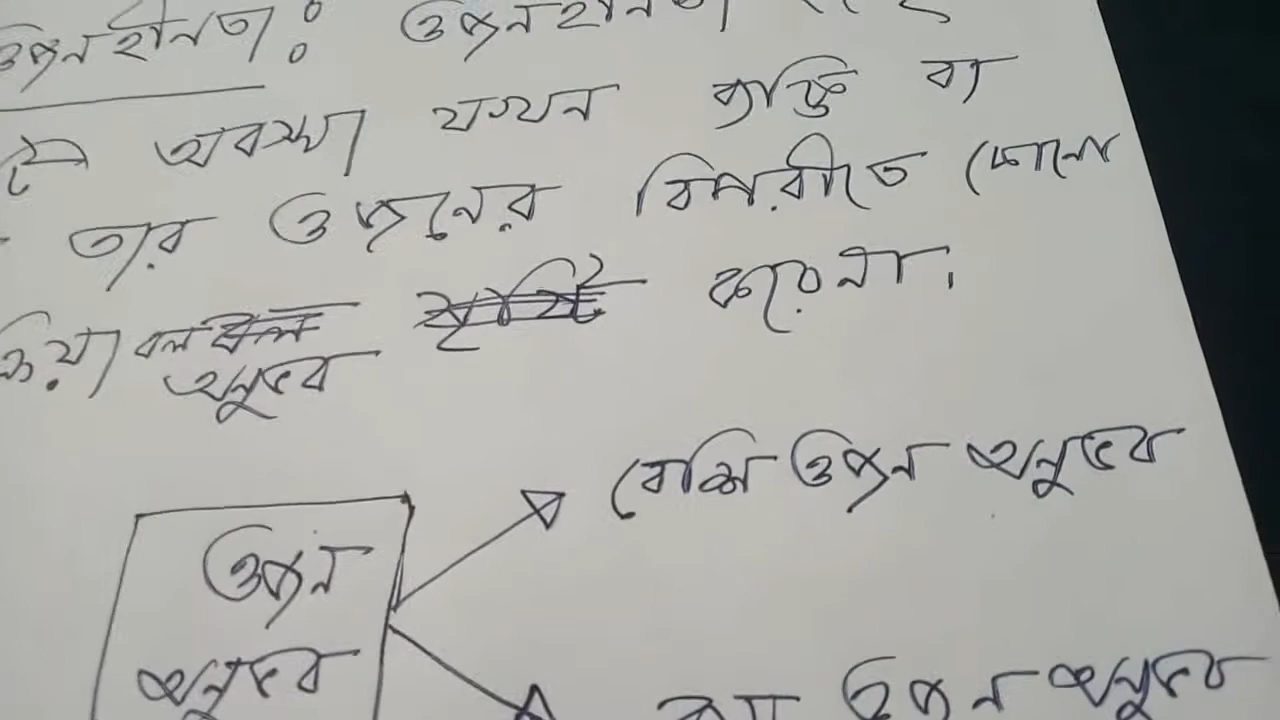 ওজনহীনতা: ওজনহীনতা
যে অবস্থা যখন ব্যক্তি বা
তার ওজনের বিপরীতে কোনো
ক্রিয়া বল অনুভব করে না।
বেশি ওজন অনুভব
ওজন
অনুভব
কম ওজন অনুভব